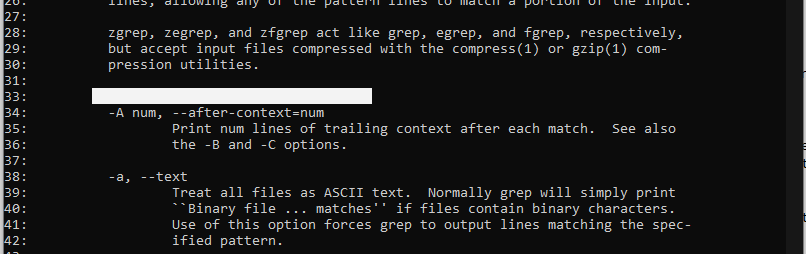 26:          lines, allowing any of the pattern lines to match a portion of the input.
27:
28:          zgrep, zegrep, and zfgrep act like grep, egrep, and fgrep, respectively,
29:          but accept input files compressed with the compress(1) or gzip(1) com-
30:          pression utilities.
31:
33:
34:          -A num, --after-context=num
35:                  Print num lines of trailing context after each match.  See also
36:                  the -B and -C options.
37:
38:          -a, --text
39:                  Treat all files as ASCII text.  Normally grep will simply print
40:                  ``Binary file ... matches'' if files contain binary characters.
41:                  Use of this option forces grep to output lines matching the spec-
42:                  ified pattern.